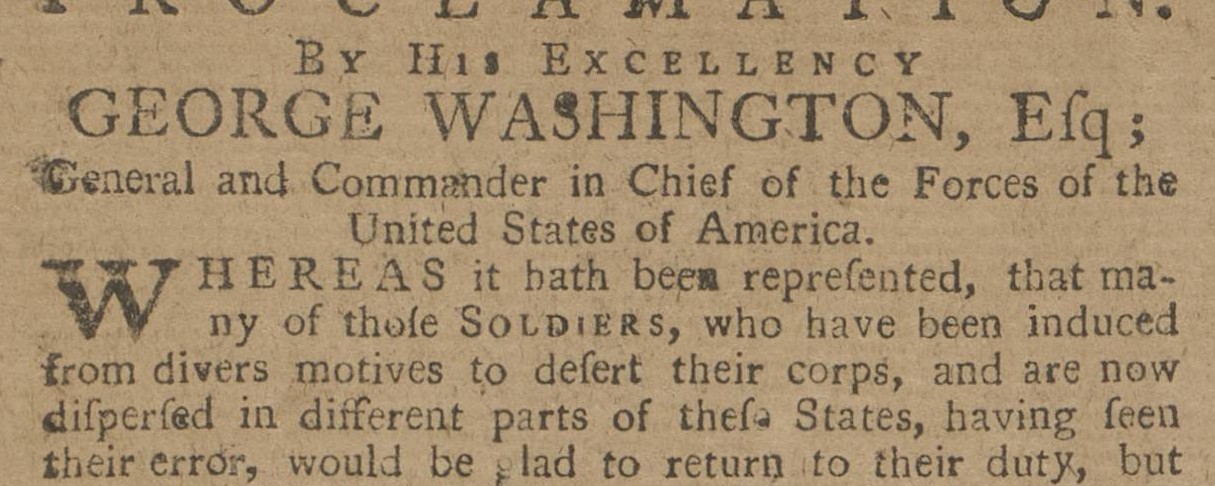 PROCLAMATION.
By His Excellency
GEORGE WASHINGTON, Eſq;
General and Commander in Chief of the Forces of the
United States of America.
WHEREAS it hath been repreſented, that ma-
ny of thoſe SOLDIERS, who have been induced
from divers motives to deſert their corps, and are now
diſperſed in different parts of theſe States, having ſeen
their error, would be glad to return to their duty, but